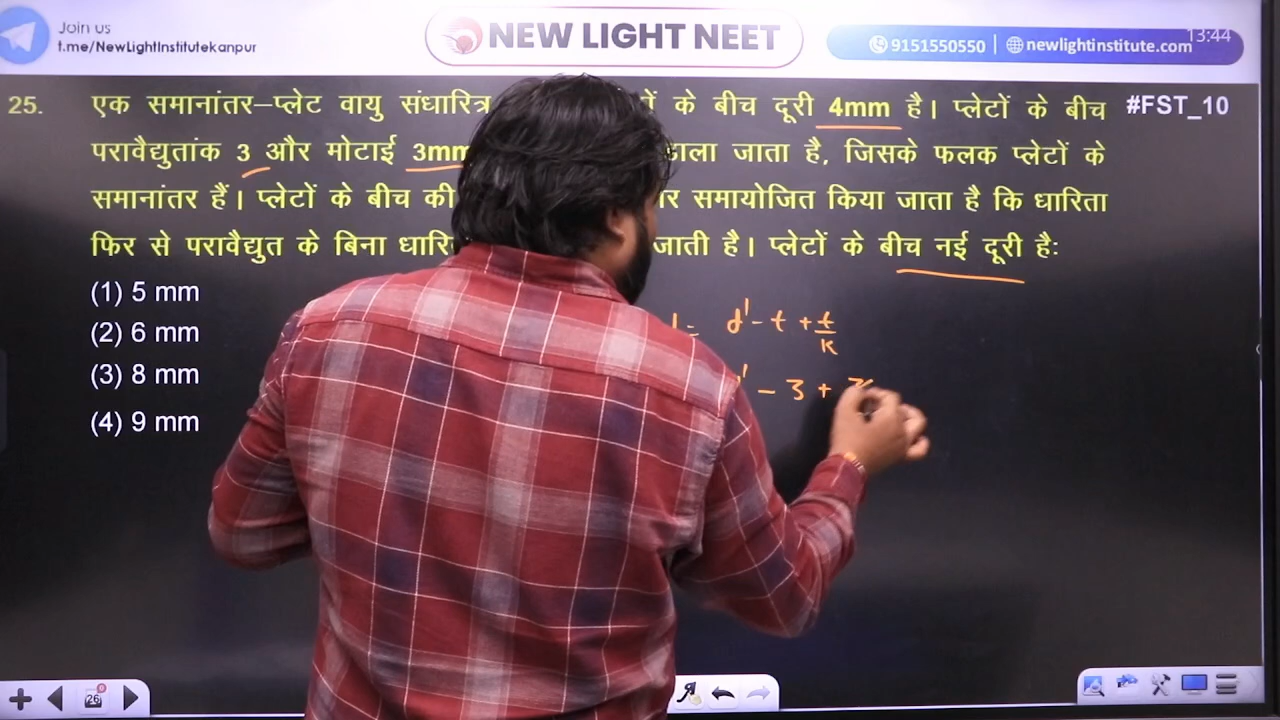 Join us
t.me/NewLightInstitutekanpur
NEW LIGHT NEET
9151550550 | newlightinstitute.com
13:44
25. एक समानांतर–प्लेट वायु संधारित्र के बीच दूरी 4mm है। प्लेटों के बीच #FST_10
परावैद्युतांक 3 और मोटाई 3mm डाला जाता है, जिसके फलक प्लेटों के
समानांतर हैं। प्लेटों के बीच की समायोजित किया जाता है कि धारिता
फिर से परावैद्युत के बिना जाती है। प्लेटों के बीच नई दूरी है:
(1) 5 mm
(2) 6 mm
(3) 8 mm
(4) 9 mm
= d' - t + t/K
- 3 +
26